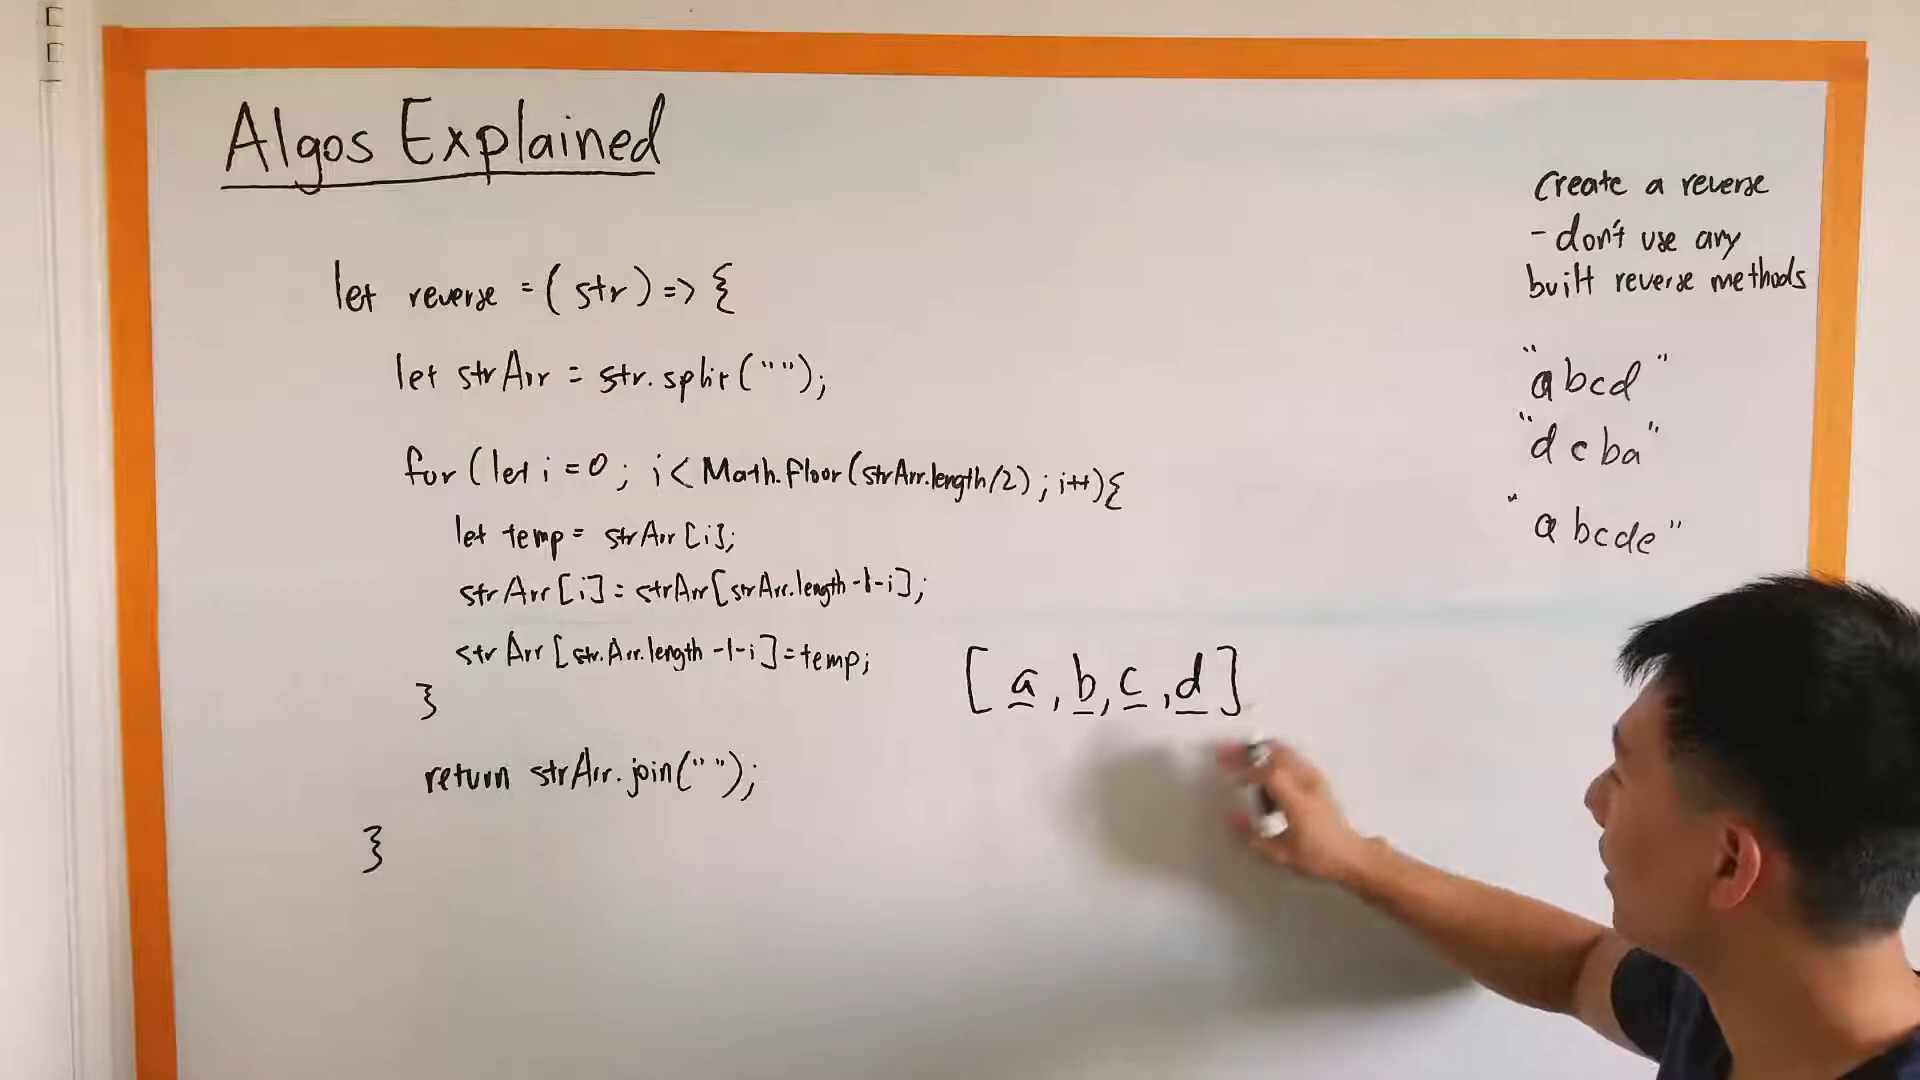 Algos Explained
let reverse = (str) => {
let strArr = str.split("");
for (let i = 0; i < Math.floor(strArr.length/2); i++){
let temp = strArr[i];
strArr[i] = strArr[strArr.length-1-i];
strArr[str.Arr.length-1-i]=temp;
}
return strArr.join("");
}
[a,b,c,d]
Create a reverse
- don't use any
built reverse methods
"abcd"
"dcba"
"abcde"